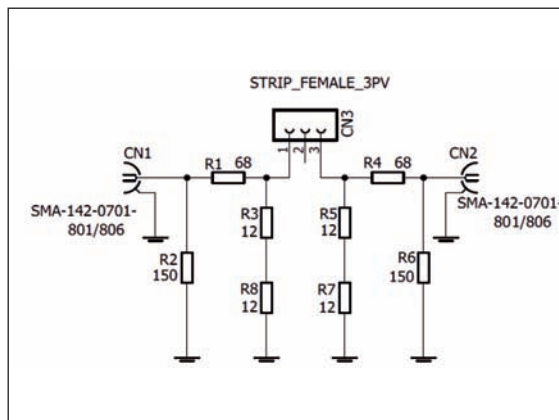 STRIP_FEMALE_3PV
CN3
1 2 3
CN1
R1 68
R4 68
CN2
SMA-142-0701-
801/806
SMA-142-0701-
801/806
R3
12
R5
12
R2
150
R6
150
R8
12
R7
12